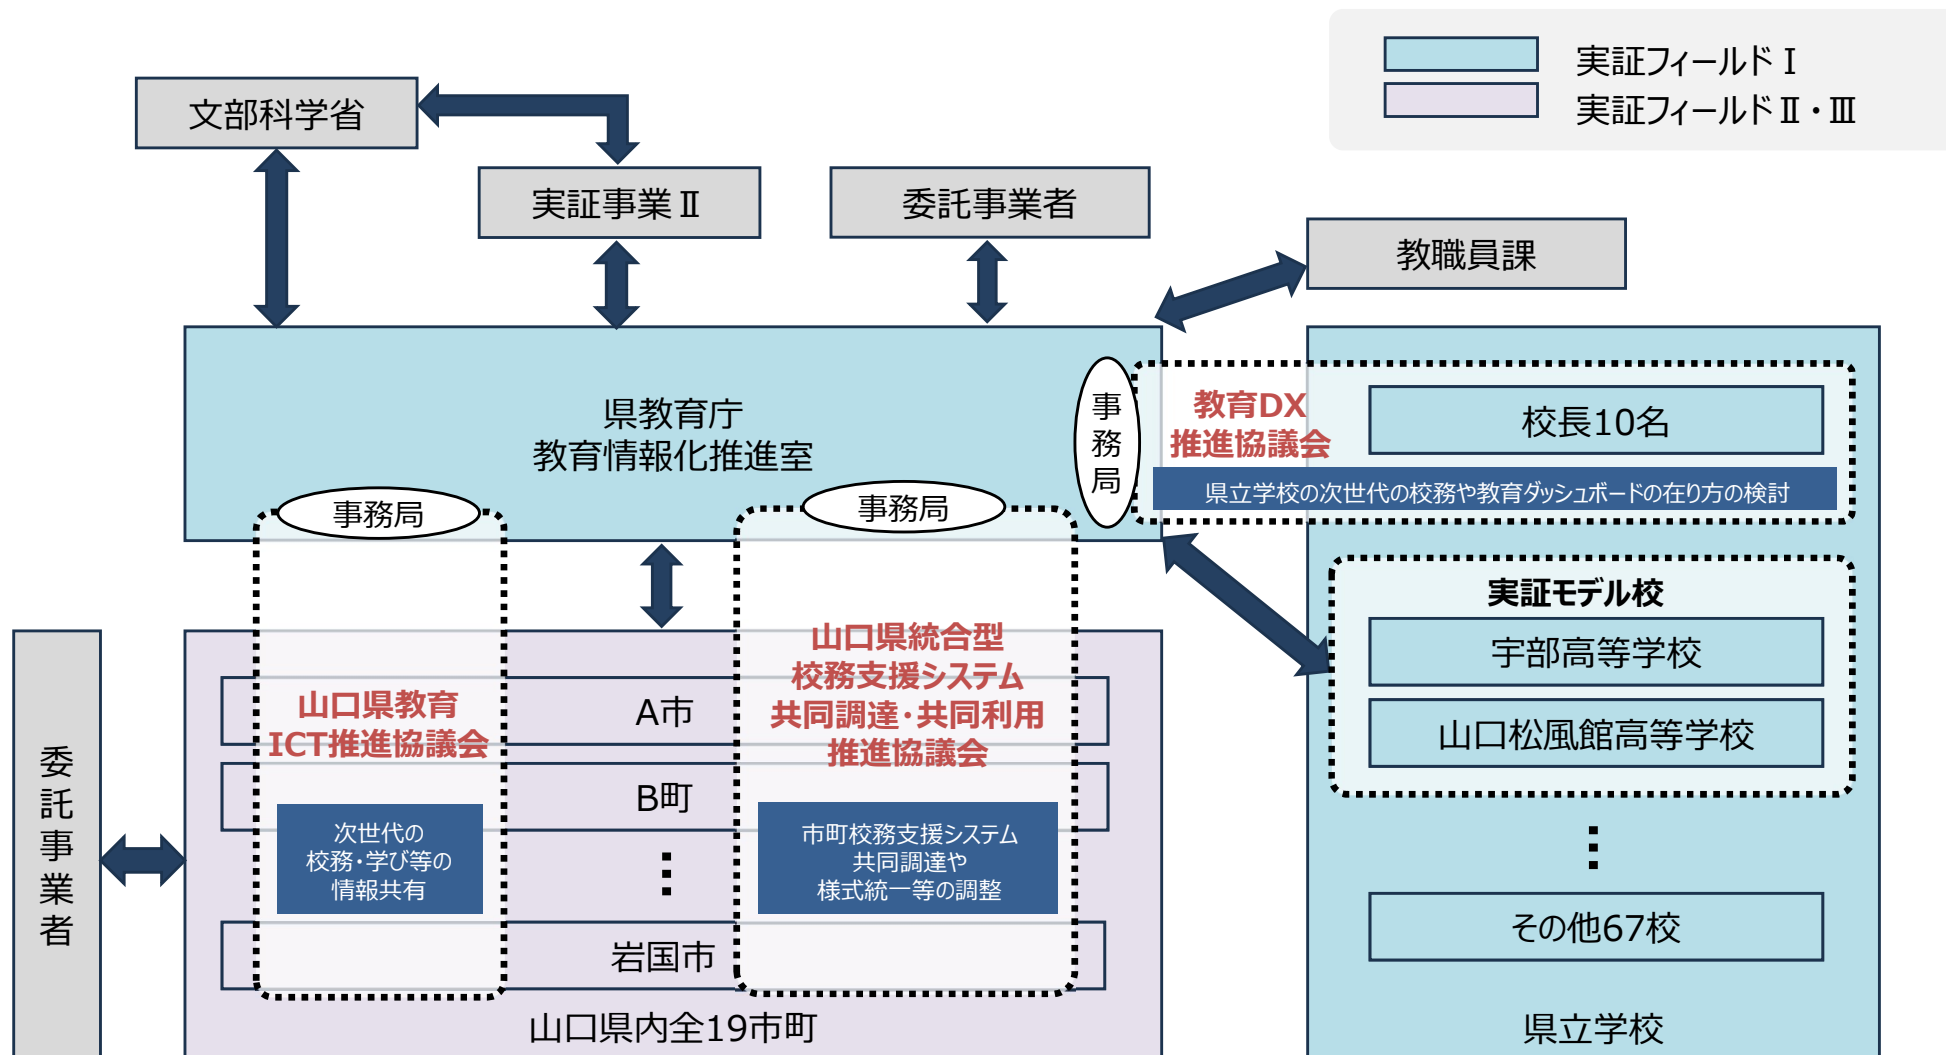 実証フィールドⅠ
実証フィールドⅡ・Ⅲ
文部科学省
実証事業Ⅱ
委託事業者
教職員課
県教育庁
教育情報化推進室
事務局
事務局
事務局
教育DX
推進協議会
校長10名
県立学校の次世代の校務や教育ダッシュボードの在り方の検討
実証モデル校
宇部高等学校
山口松風館高等学校
その他67校
県立学校
委託事業者
山口県教育
ICT推進協議会
次世代の
校務・学び等の
情報共有
A市
B町
岩国市
山口県統合型
校務支援システム
共同調達・共同利用
推進協議会
市町校務支援システム
共同調達や
様式統一等の調整
山口県内全19市町